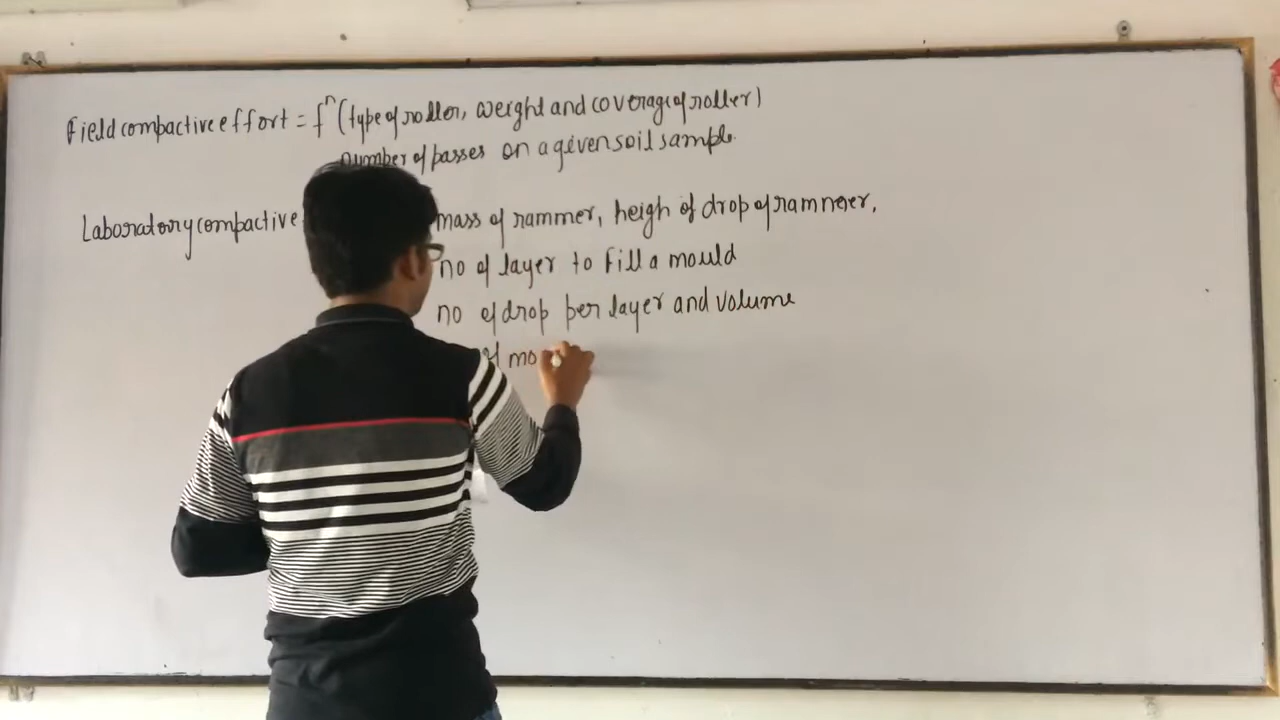 Field compactive effort = fⁿ (type of roller, weight and coverage of roller)
number of passes on a given soil sample.
Laboratory compactive mass of rammer, heigh of drop of rammer,
no of layer to fill a mould
no of drop per layer and volume
of mo